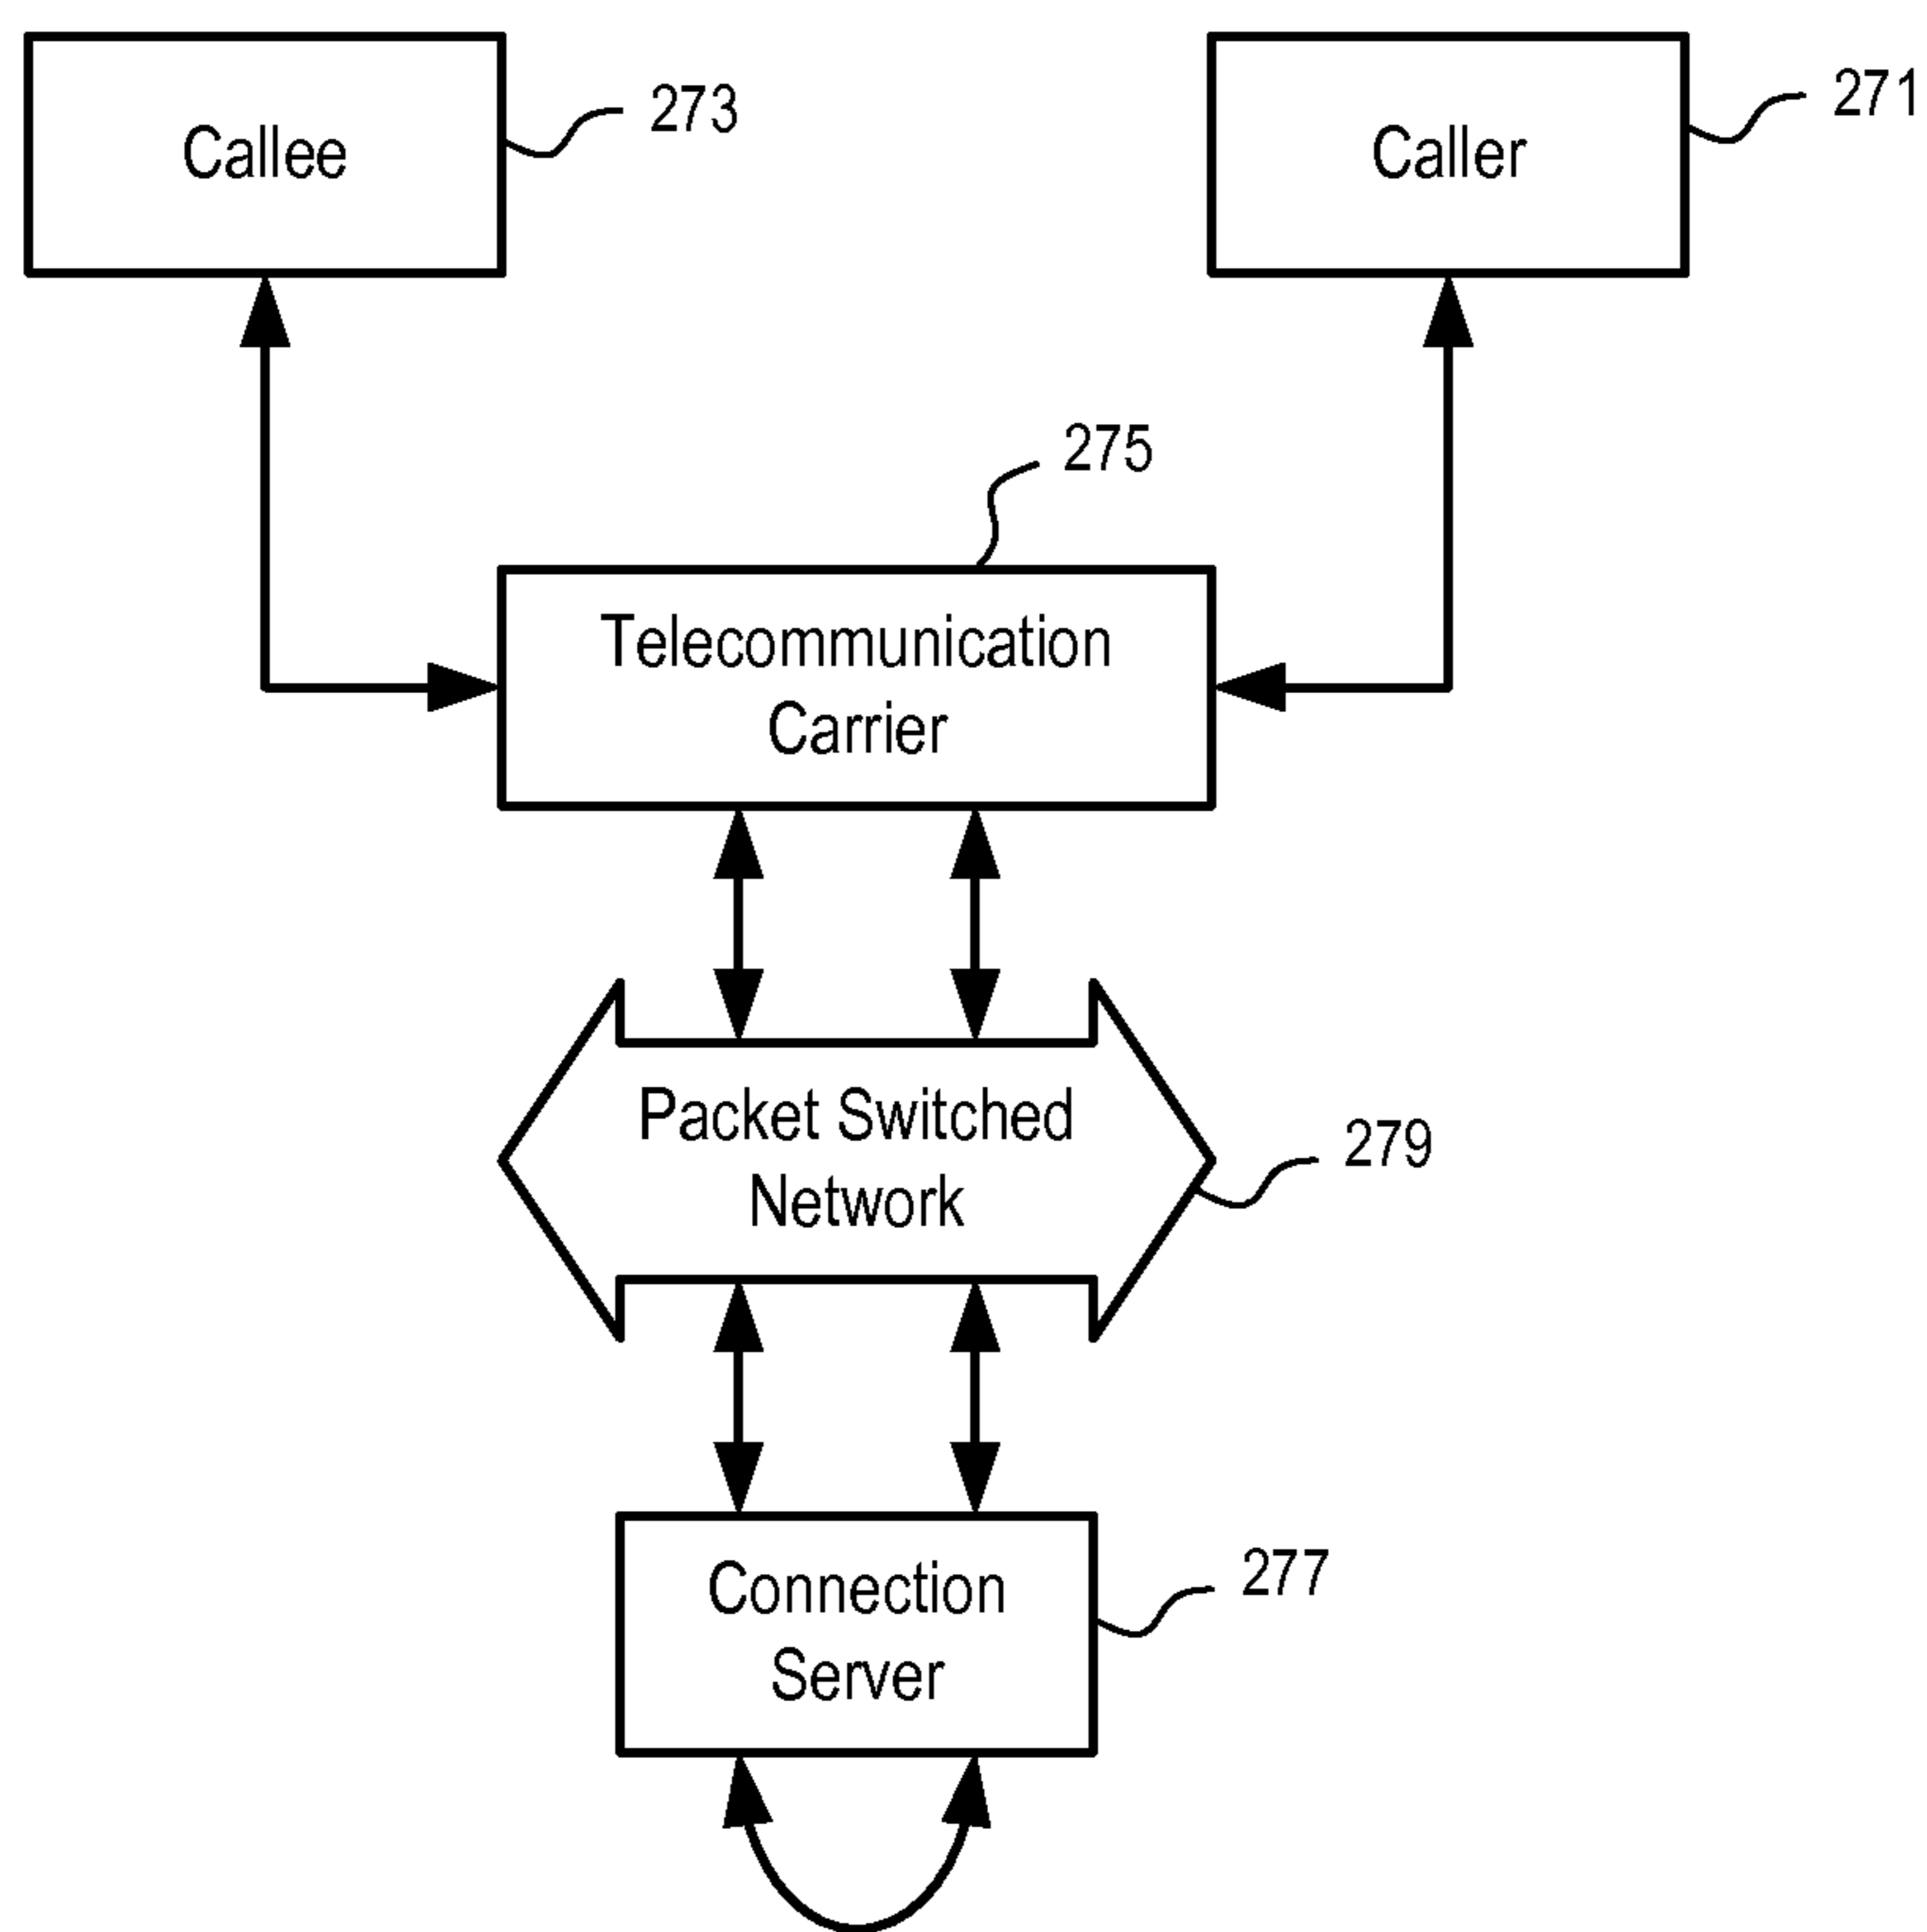 Callee
273
Caller
271
275
Telecommunication
Carrier
Packet Switched
Network
279
Connection
Server
277